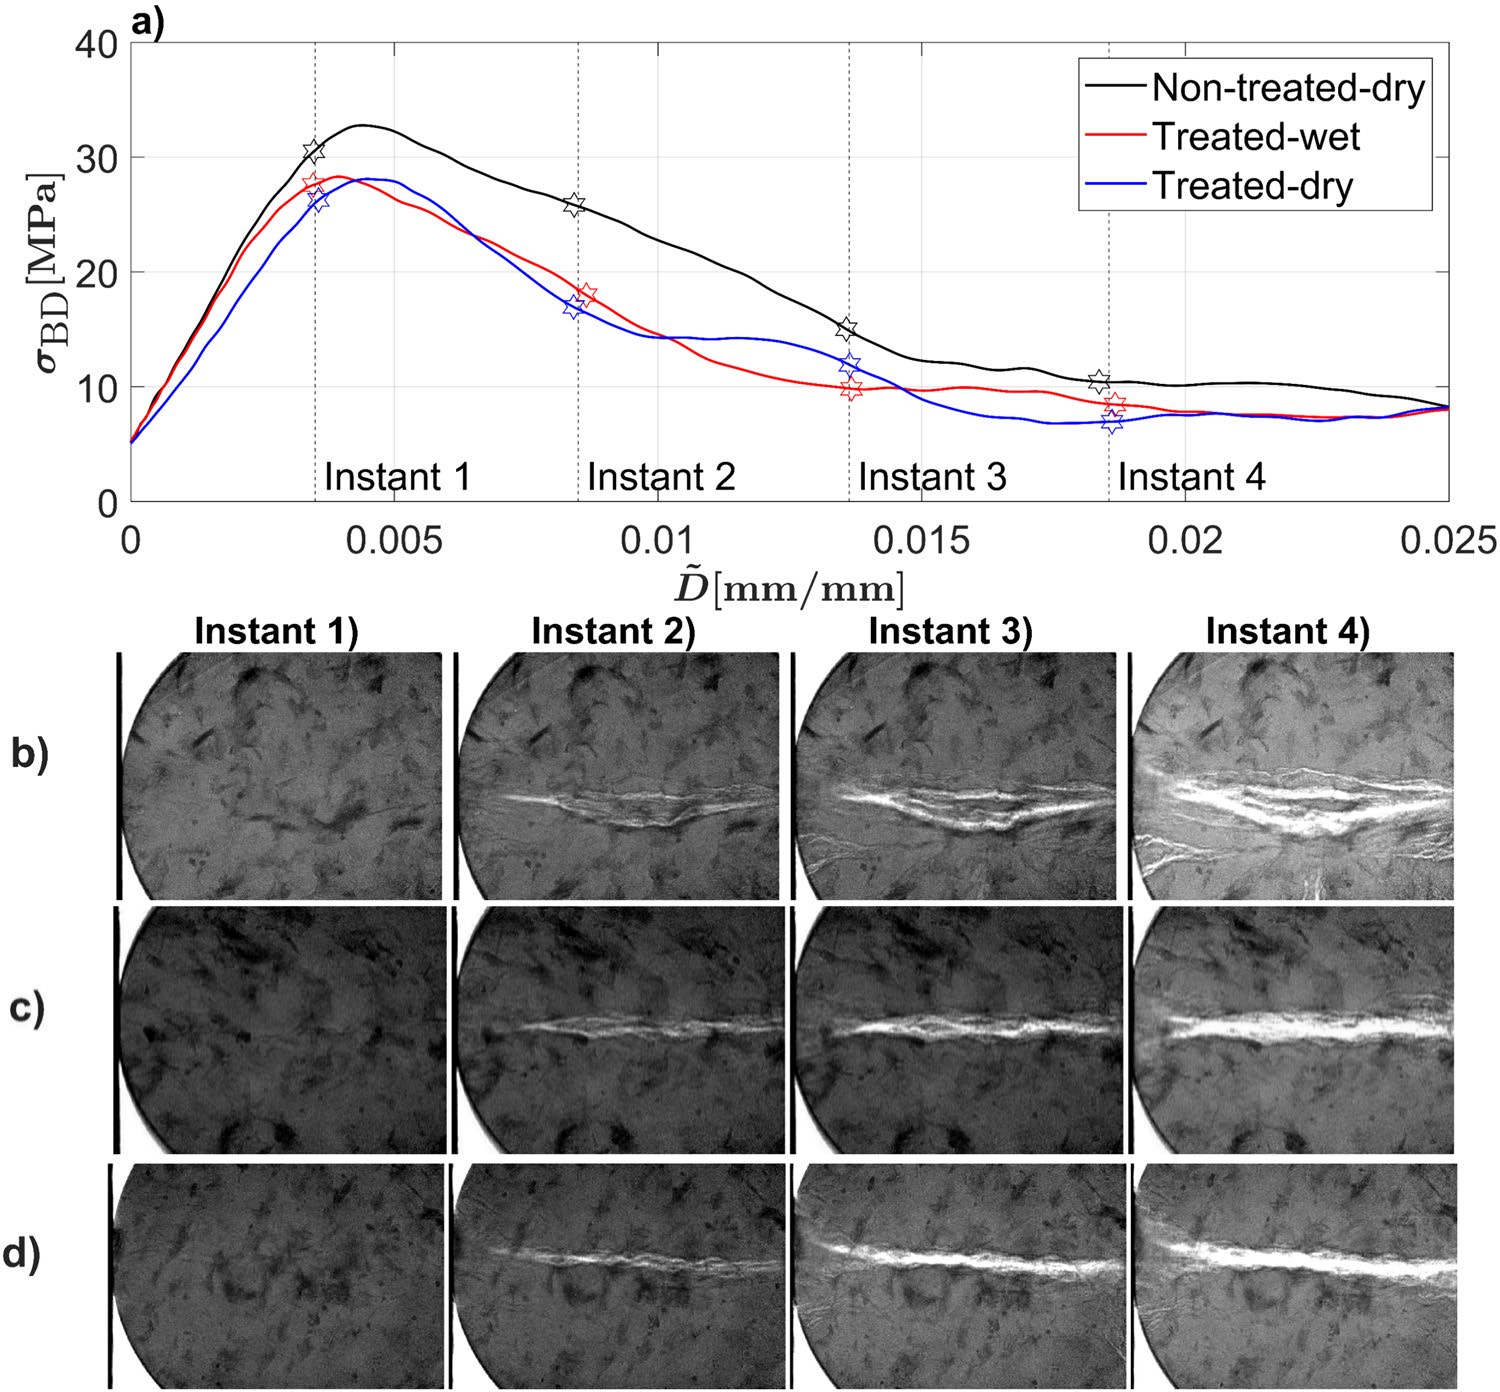 a)
40
30
20
10
0
σBD[MPa]
Non-treated-dry
Treated-wet
Treated-dry
Instant 1
Instant 2
Instant 3
Instant 4
0
0.005
0.01
0.015
0.02
0.025
D̃[mm/mm]
Instant 1)
Instant 2)
Instant 3)
Instant 4)
b)
c)
d)